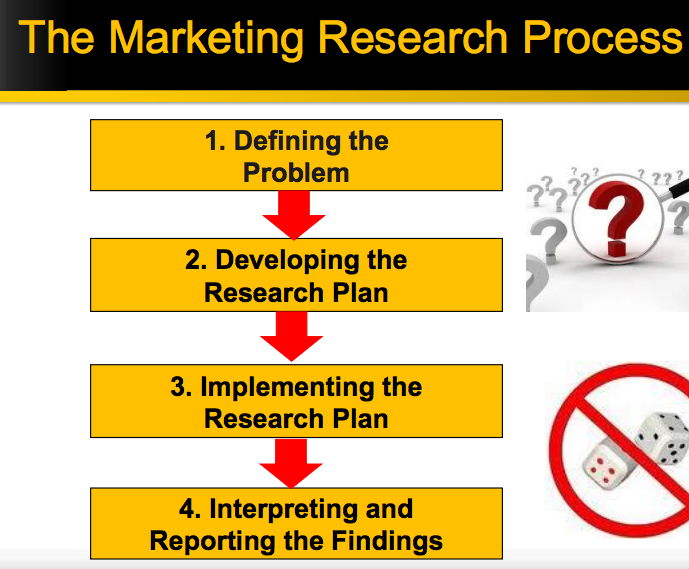 The Marketing Research Process
1. Defining the
Problem
2. Developing the
Research Plan
3. Implementing the
Research Plan
4. Interpreting and
Reporting the Findings